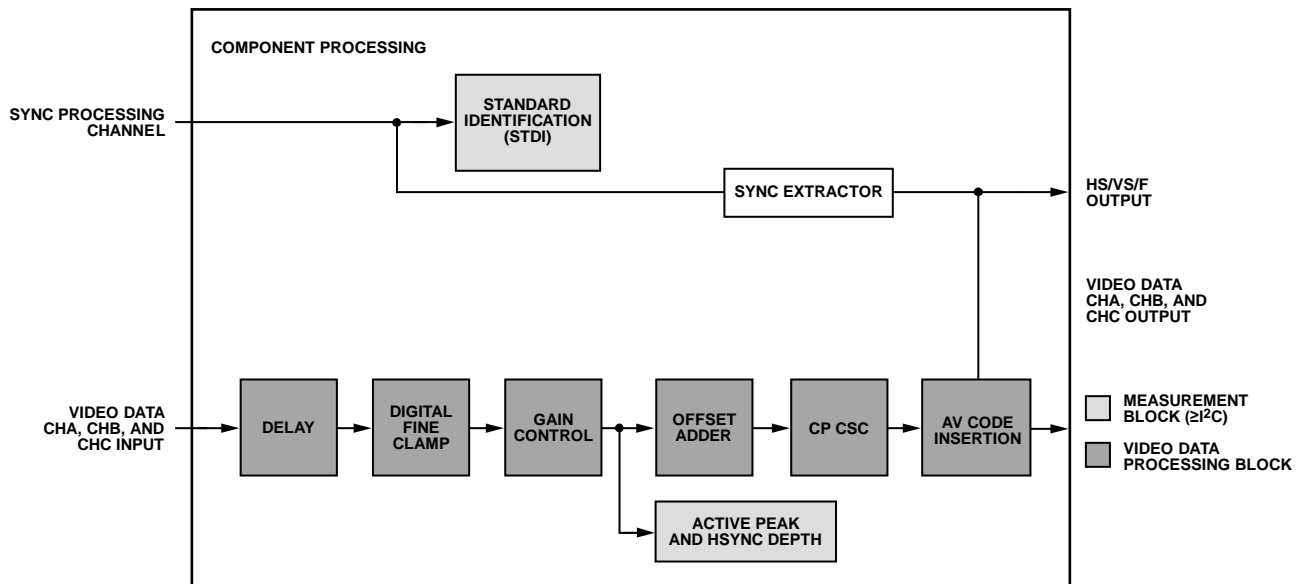 COMPONENT PROCESSING
SYNC PROCESSING
CHANNEL
STANDARD
IDENTIFICATION
(STDI)
SYNC EXTRACTOR
HS/VS/F
OUTPUT
VIDEO DATA
CHA, CHB, AND
CHC OUTPUT
VIDEO DATA
CHA, CHB, AND
CHC INPUT
DELAY
DIGITAL
FINE
CLAMP
GAIN
CONTROL
OFFSET
ADDER
CP CSC
AV CODE
INSERTION
MEASUREMENT
BLOCK (≥I²C)
VIDEO DATA
PROCESSING BLOCK
ACTIVE PEAK
AND HSYNC DEPTH